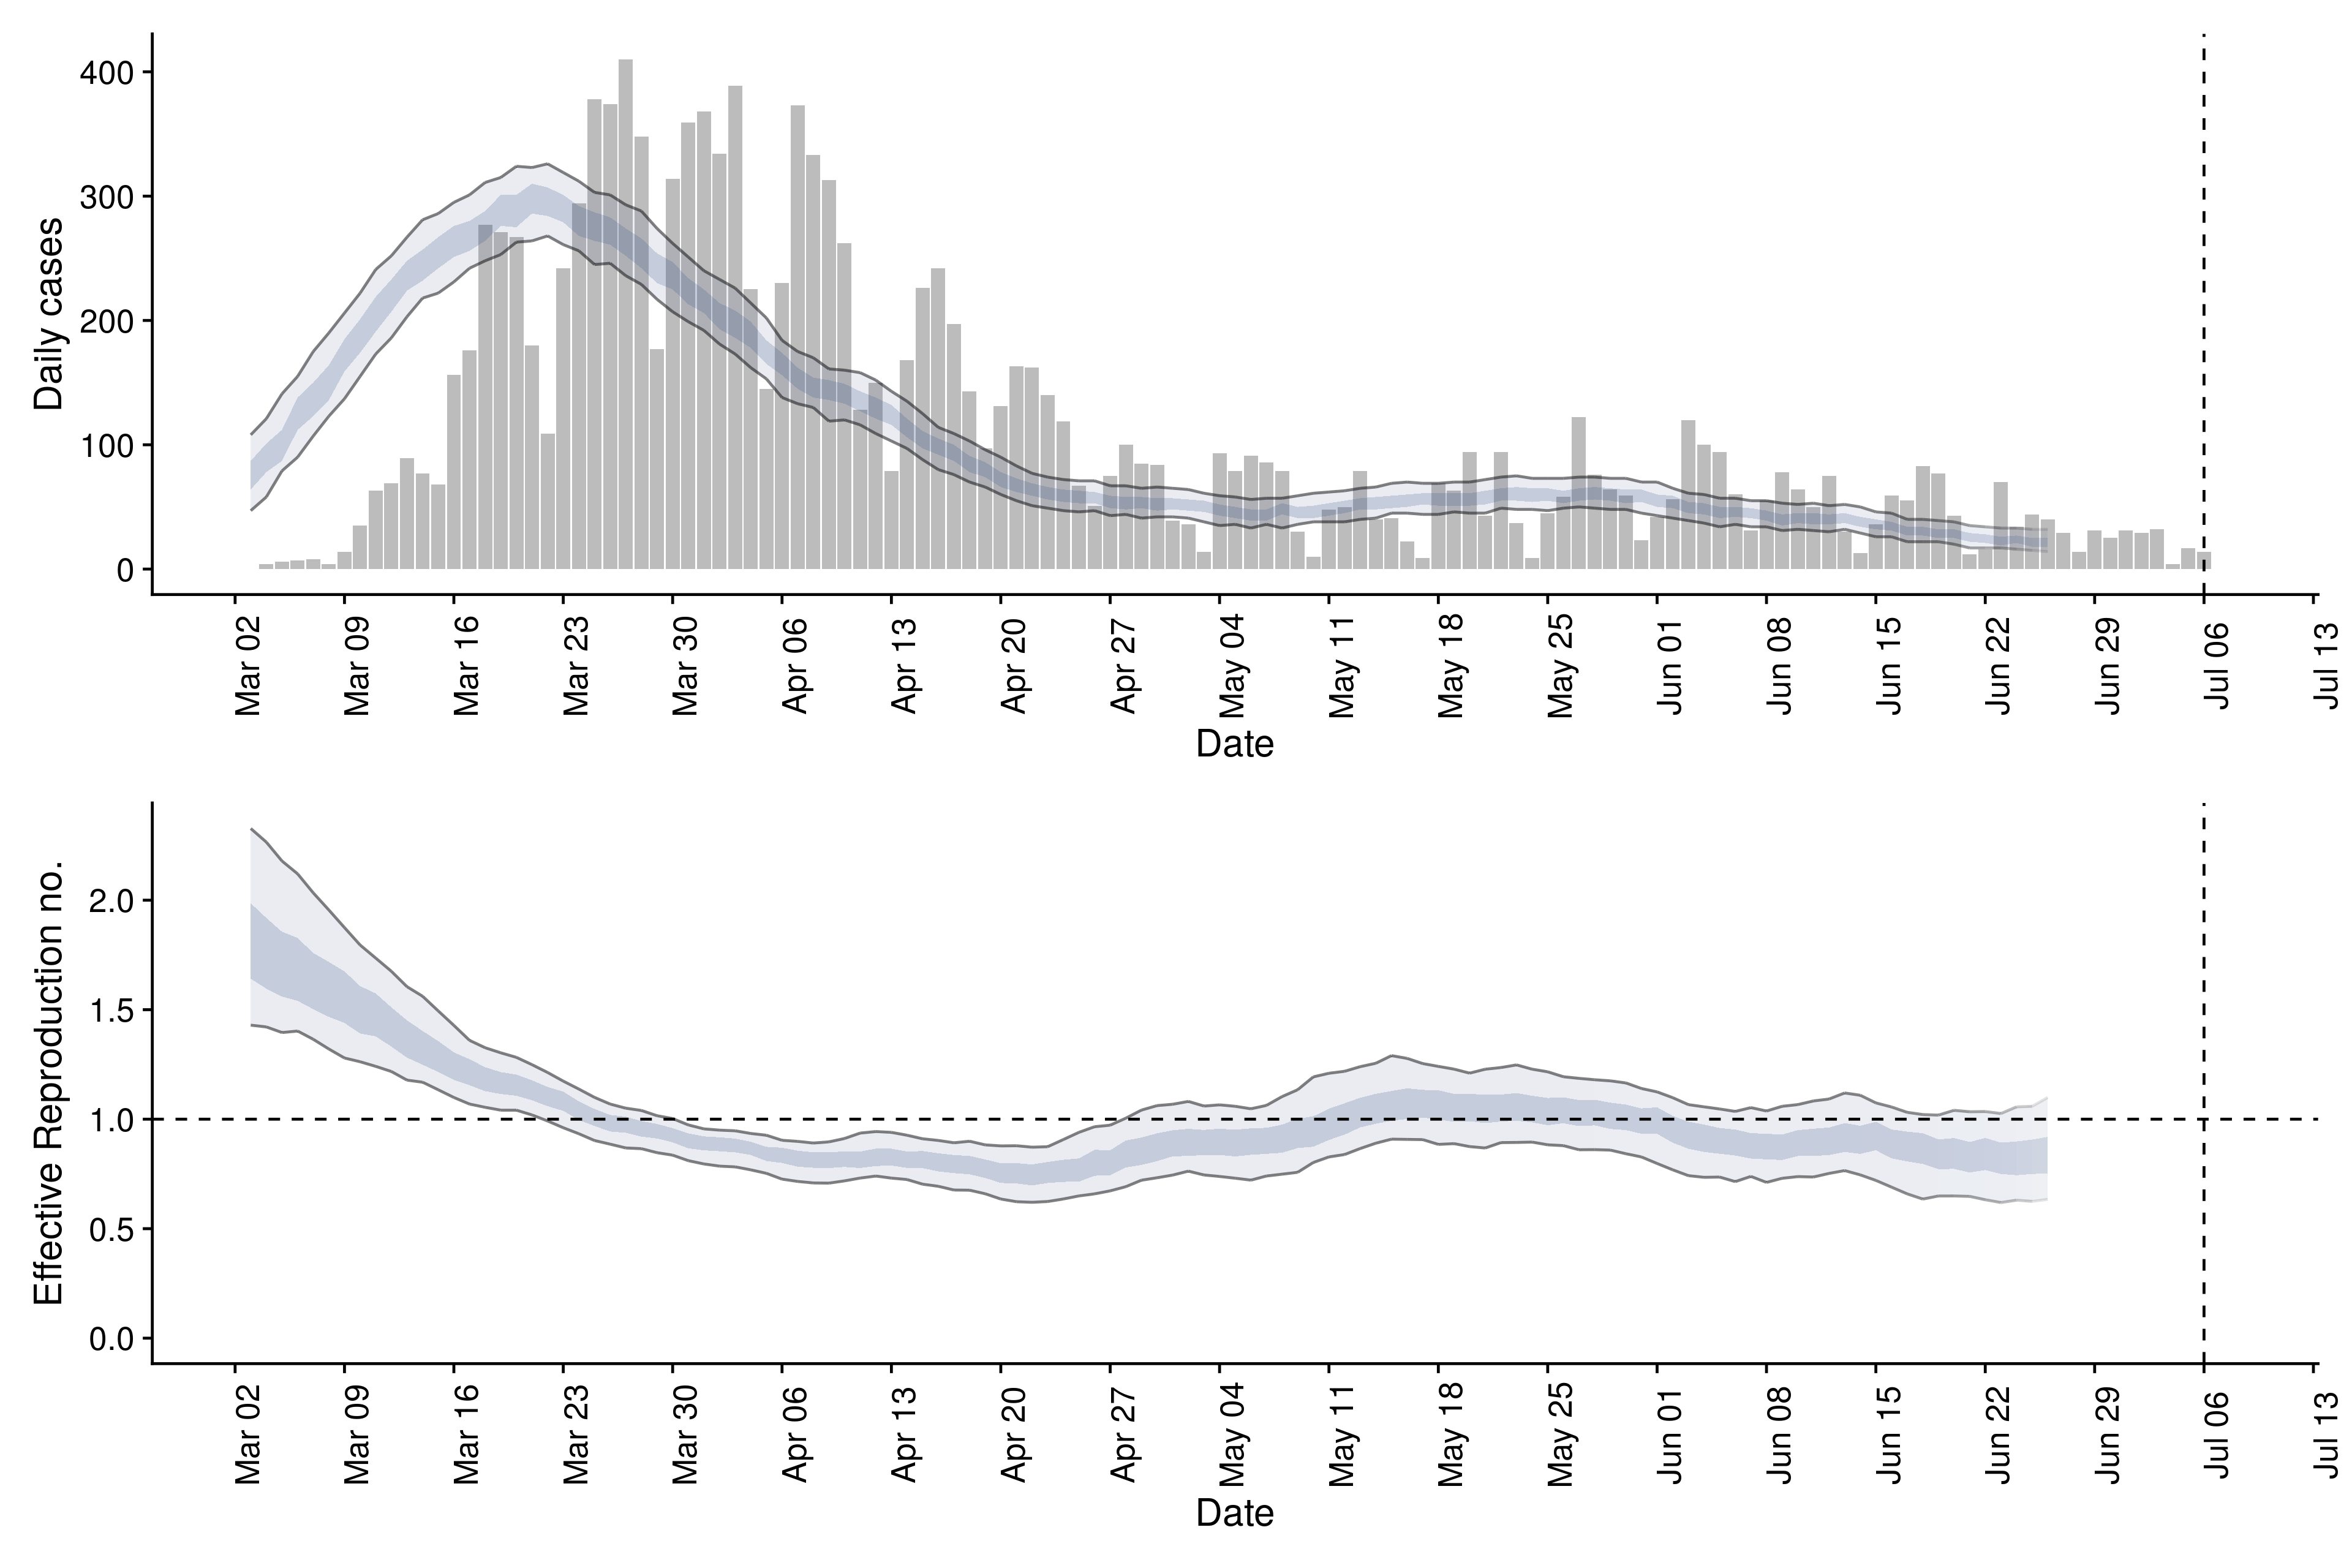 Daily cases
400
300
200
100
0
Mar 02
Mar 09
Mar 16
Mar 23
Mar 30
Apr 06
Apr 13
Apr 20
Apr 27
May 04
May 11
May 18
May 25
Jun 01
Jun 08
Jun 15
Jun 22
Jun 29
Jul 06
Jul 13
Date
Effective Reproduction no.
2.0
1.5
1.0
0.5
0.0
Mar 02
Mar 09
Mar 16
Mar 23
Mar 30
Apr 06
Apr 13
Apr 20
Apr 27
May 04
May 11
May 18
May 25
Jun 01
Jun 08
Jun 15
Jun 22
Jun 29
Jul 06
Jul 13
Date